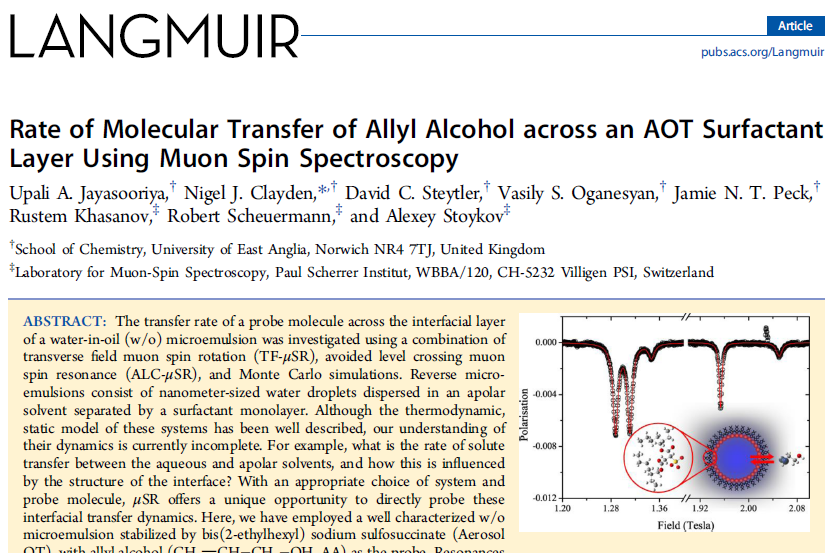 LANGMUIR
Article
pubs.acs.org/Langmuir
Rate of Molecular Transfer of Allyl Alcohol across an AOT Surfactant
Layer Using Muon Spin Spectroscopy
Upali A. Jayasooriya,† Nigel J. Clayden,*,† David C. Steytler,† Vasily S. Oganesyan,† Jamie N. T. Peck,†
Rustem Khasanov,‡ Robert Scheuermann,‡ and Alexey Stoykov‡
†School of Chemistry, University of East Anglia, Norwich NR4 7TJ, United Kingdom
‡Laboratory for Muon-Spin Spectroscopy, Paul Scherrer Institut, WBBA/120, CH-5232 Villigen PSI, Switzerland
ABSTRACT: The transfer rate of a probe molecule across the interfacial layer
of a water-in-oil (w/o) microemulsion was investigated using a combination of
transverse field muon spin rotation (TF-μSR), avoided level crossing muon
spin resonance (ALC-μSR), and Monte Carlo simulations. Reverse micro-
emulsions consist of nanometer-sized water droplets dispersed in an apolar
solvent separated by a surfactant monolayer. Although the thermodynamic,
static model of these systems has been well described, our understanding of
their dynamics is currently incomplete. For example, what is the rate of solute
transfer between the aqueous and apolar solvents, and how this is influenced
by the structure of the interface? With an appropriate choice of system and
probe molecule, μSR offers a unique opportunity to directly probe these
interfacial transfer dynamics. Here, we have employed a well characterized w/o
microemulsion stabilized by bis(2-ethylhexyl) sodium sulfosuccinate (Aerosol
OT), with allyl alcohol (CH2=CH–CH2–OH, AA) as the probe. Resonances
0.000
-0.004
-0.008
-0.012
Polarisation
1.20 1.28 1.36 1.92 2.00 2.08
Field (Tesla)